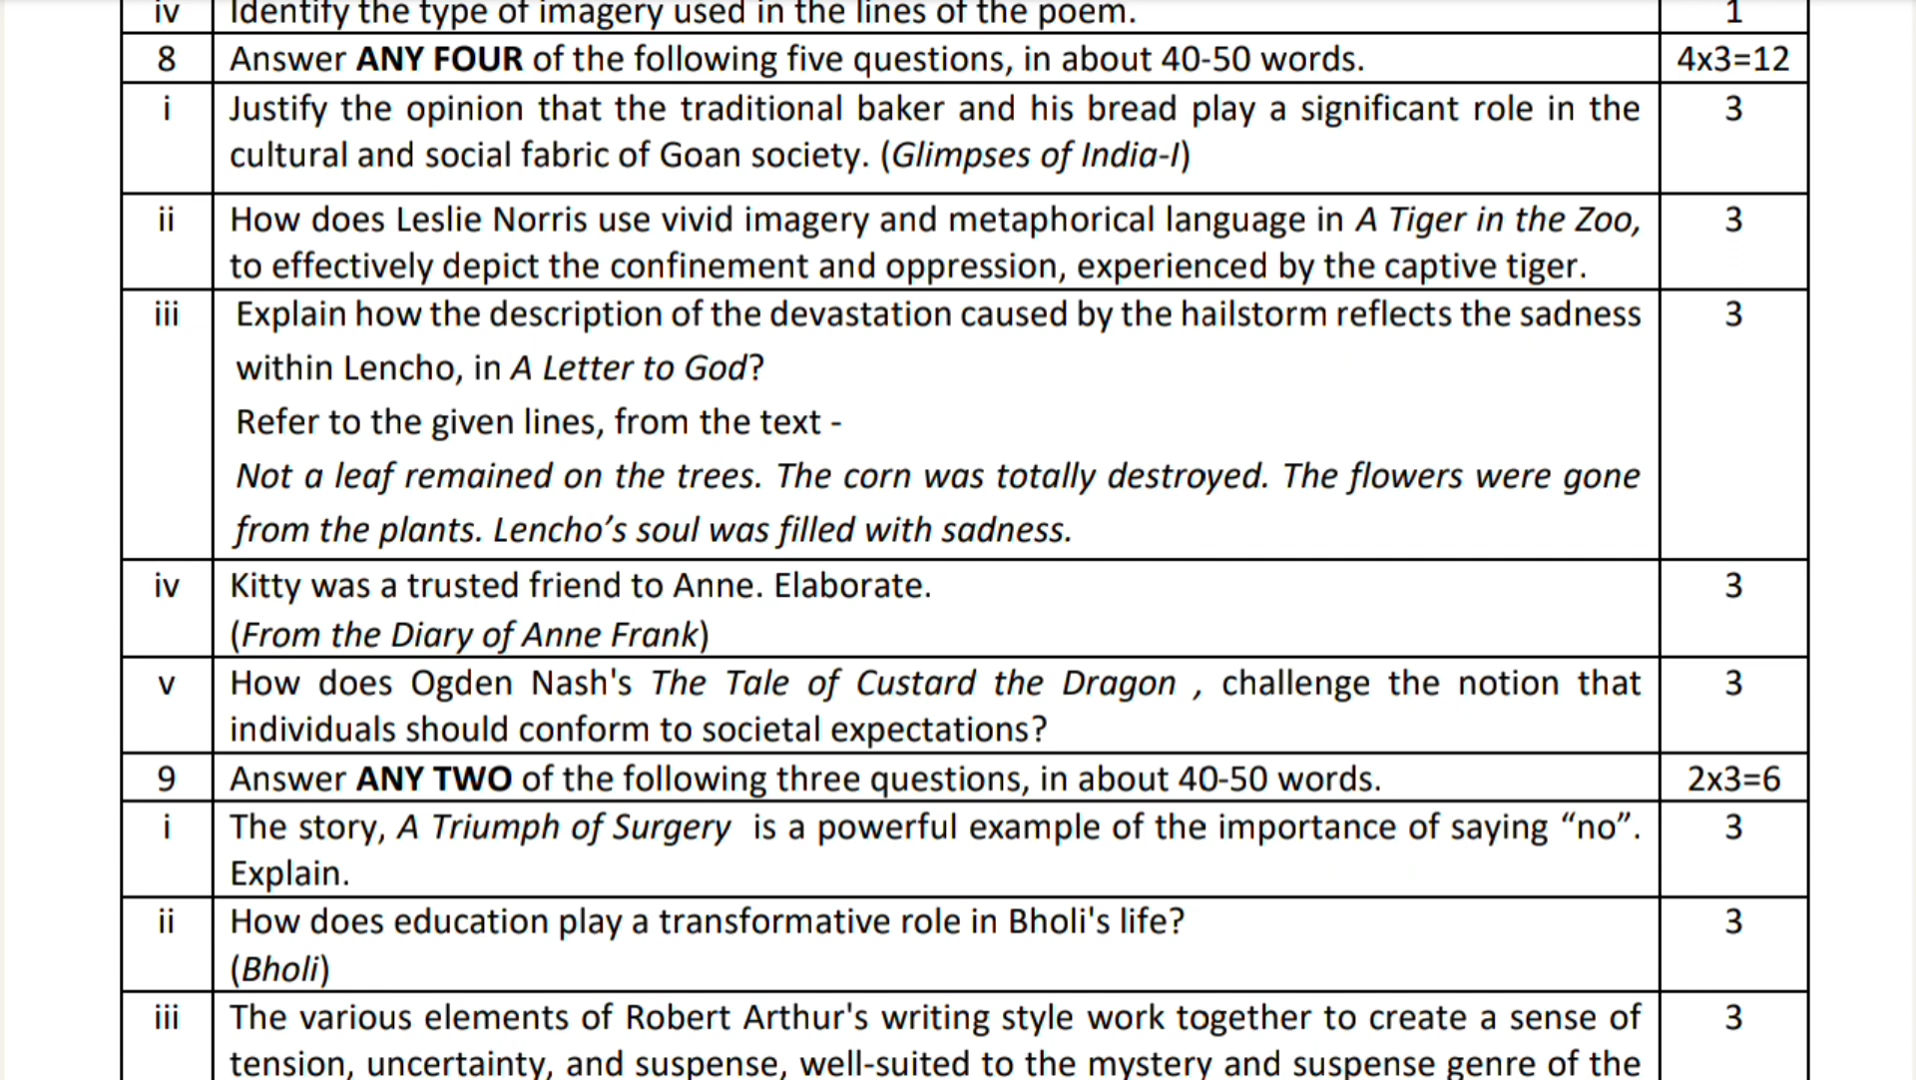 iv Identify the type of imagery used in the lines of the poem. 1
8 Answer ANY FOUR of the following five questions, in about 40-50 words. 4x3=12
i Justify the opinion that the traditional baker and his bread play a significant role in the 3
cultural and social fabric of Goan society. (Glimpses of India-I)
ii How does Leslie Norris use vivid imagery and metaphorical language in A Tiger in the Zoo, 3
to effectively depict the confinement and oppression, experienced by the captive tiger.
iii Explain how the description of the devastation caused by the hailstorm reflects the sadness 3
within Lencho, in A Letter to God?
Refer to the given lines, from the text -
Not a leaf remained on the trees. The corn was totally destroyed. The flowers were gone
from the plants. Lencho’s soul was filled with sadness.
iv Kitty was a trusted friend to Anne. Elaborate. 3
(From the Diary of Anne Frank)
v How does Ogden Nash's The Tale of Custard the Dragon , challenge the notion that 3
individuals should conform to societal expectations?
9 Answer ANY TWO of the following three questions, in about 40-50 words. 2x3=6
i The story, A Triumph of Surgery is a powerful example of the importance of saying “no”. 3
Explain.
ii How does education play a transformative role in Bholi's life? 3
(Bholi)
iii The various elements of Robert Arthur's writing style work together to create a sense of 3
tension, uncertainty, and suspense, well-suited to the mystery and suspense genre of the